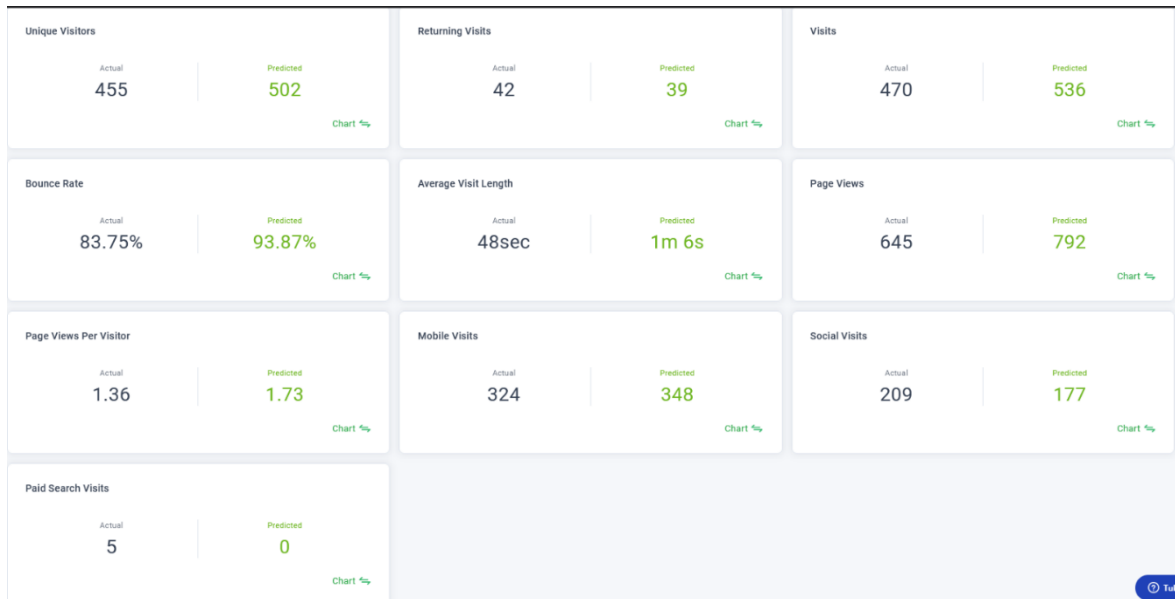 Unique Visitors
Actual
Predicted
455
502
Chart
Returning Visits
Actual
Predicted
42
39
Chart
Visits
Actual
Predicted
470
536
Chart
Bounce Rate
Actual
Predicted
83.75%
93.87%
Chart
Average Visit Length
Actual
Predicted
48sec
1m 6s
Chart
Page Views
Actual
Predicted
645
792
Chart
Page Views Per Visitor
Actual
Predicted
1.36
1.73
Chart
Mobile Visits
Actual
Predicted
324
348
Chart
Social Visits
Actual
Predicted
209
177
Chart
Paid Search Visits
Actual
Predicted
5
0
Chart